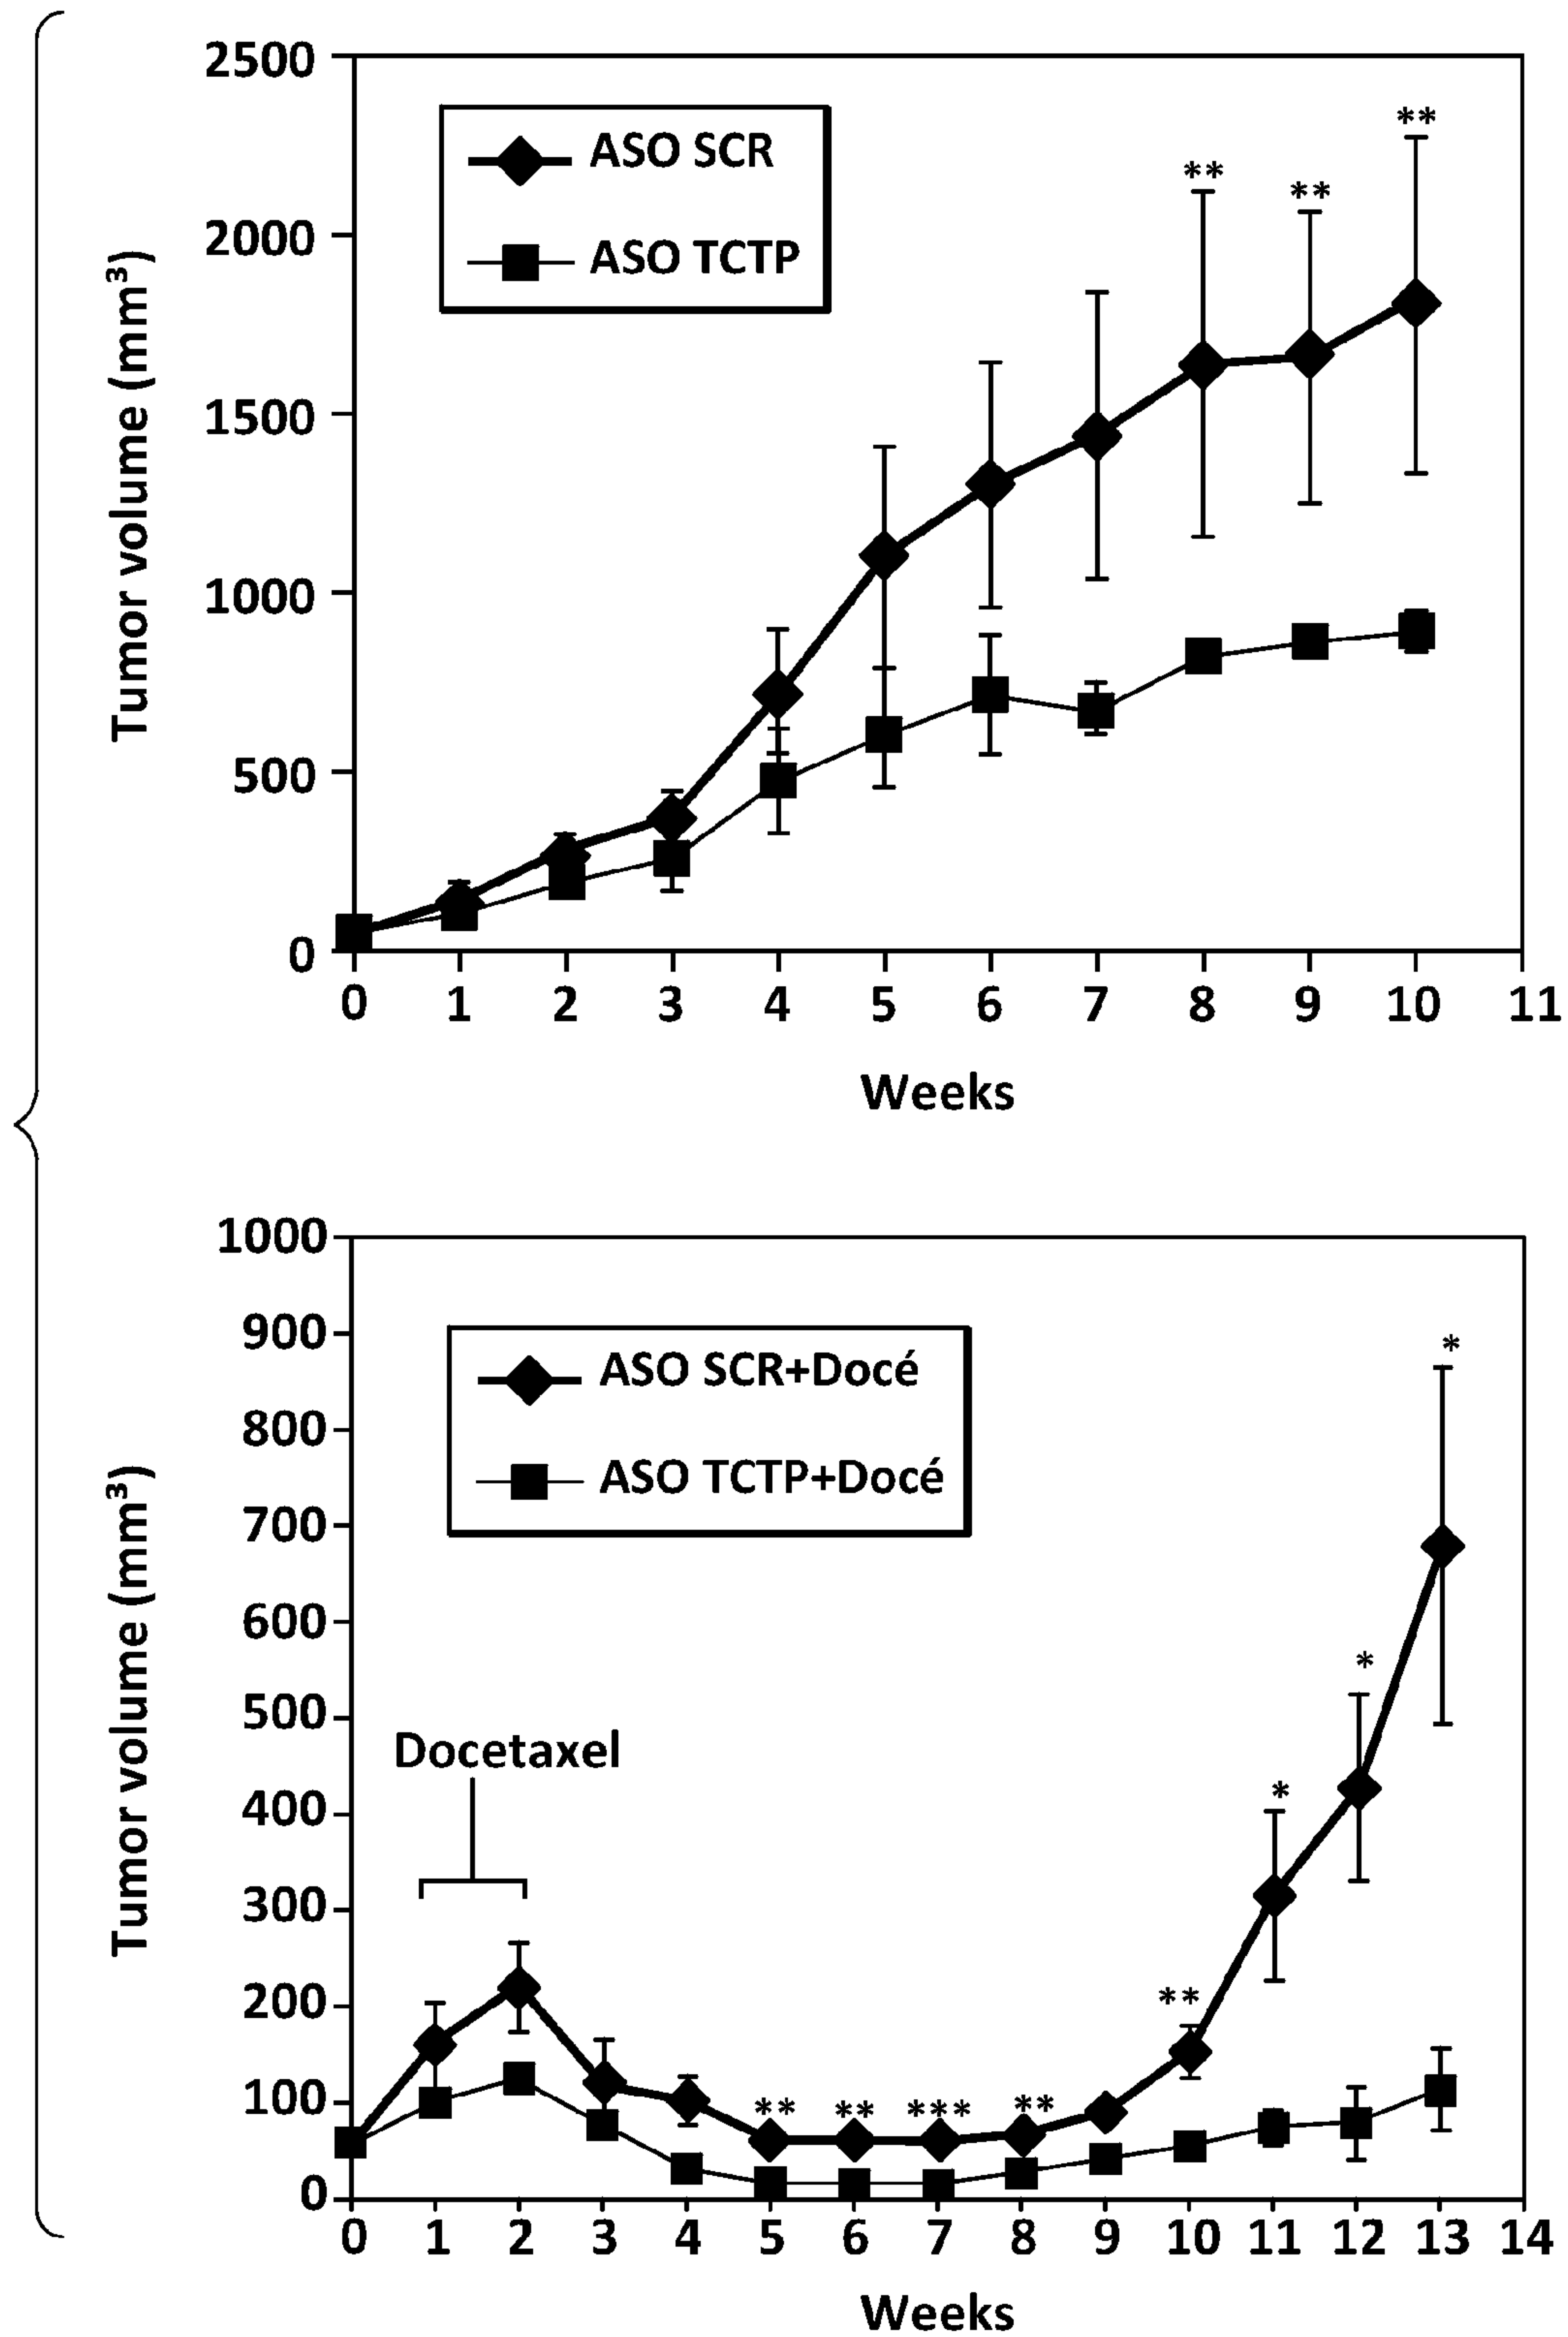 2500
2000
1500
1000
500
0
Tumor volume (mm³)
ASO SCR
ASO TCTP
**
**
**
0 1 2 3 4 5 6 7 8 9 10 11
Weeks
1000
900
800
700
600
500
400
300
200
100
0
Tumor volume (mm³)
ASO SCR+Docé
ASO TCTP+Docé
Docetaxel
** ** *** **
**
*
*
*
0 1 2 3 4 5 6 7 8 9 10 11 12 13 14
Weeks